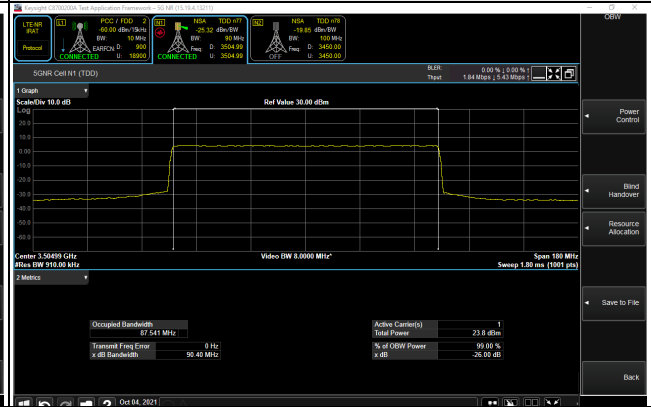 Keysight C8700200A Test Application Framework - 5G NR (15.19.4.15211)
OBW
LTE-NR
IRAT
Protocol
L1
PCC / FDD 2
-60.00 dBm/15kHz
BW: 10 MHz
EARFCN: D: 900
CONNECTED U: 18900
N1
NSA TDD n77
-25.32 dBm/BW
BW: 90 MHz
Freq: D: 3504.99
CONNECTED U: 3504.99
N2
NSA TDD n78
-19.85 dBm/BW
BW: 100 MHz
Freq: D: 3450.00
OFF U: 3450.00
5GNR Cell N1 (TDD)
BLER: 0.00 % ↓ 0.00 % ↑
Tput: 1.84 Mbps ↓ 5.43 Mbps ↑
1 Graph
Scale/Div 10.0 dB
Ref Value 30.00 dBm
Log
20.0
10.0
0.00
-10.0
-20.0
-30.0
-40.0
-50.0
-60.0
Center 3.50499 GHz
Video BW 8.0000 MHz*
Span 180 MHz
#Res BW 910.00 kHz
Sweep 1.80 ms (1001 pts)
2 Metrics
Occupied Bandwidth
87.541 MHz
Transmit Freq Error 0 Hz
x dB Bandwidth 90.40 MHz
Active Carrier(s) 1
Total Power 23.8 dBm
% of OBW Power 99.00 %
x dB -26.00 dB
Power
Control
Blind
Handover
Resource
Allocation
Save to File
Back
Oct 04, 2021